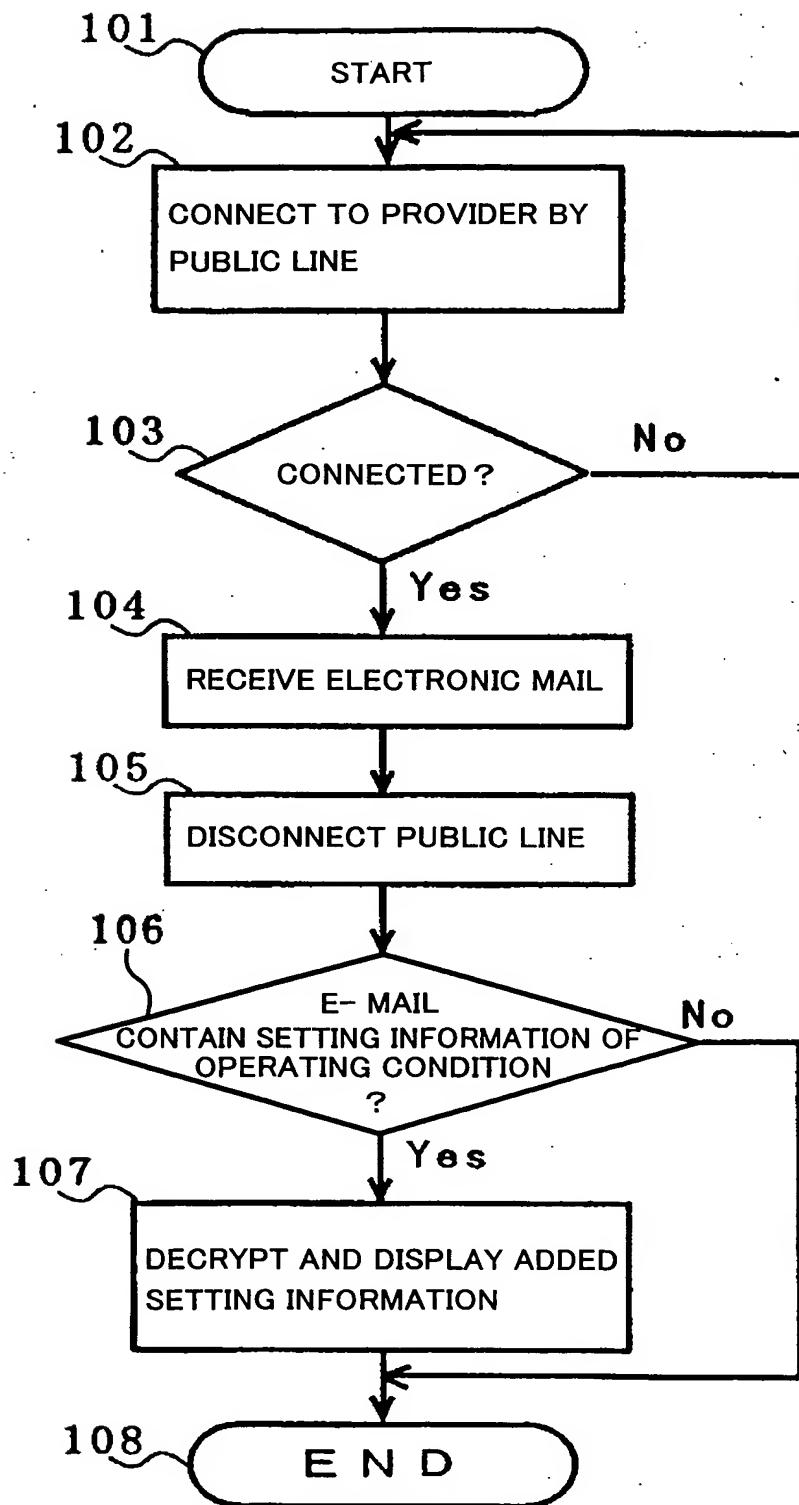 101
START
102
CONNECT TO PROVIDER BY
PUBLIC LINE
103
CONNECTED?
No
Yes
104
RECEIVE ELECTRONIC MAIL
105
DISCONNECT PUBLIC LINE
106
E-MAIL
CONTAIN SETTING INFORMATION OF
OPERATING CONDITION
?
No
Yes
107
DECRYPT AND DISPLAY ADDED
SETTING INFORMATION
108
END